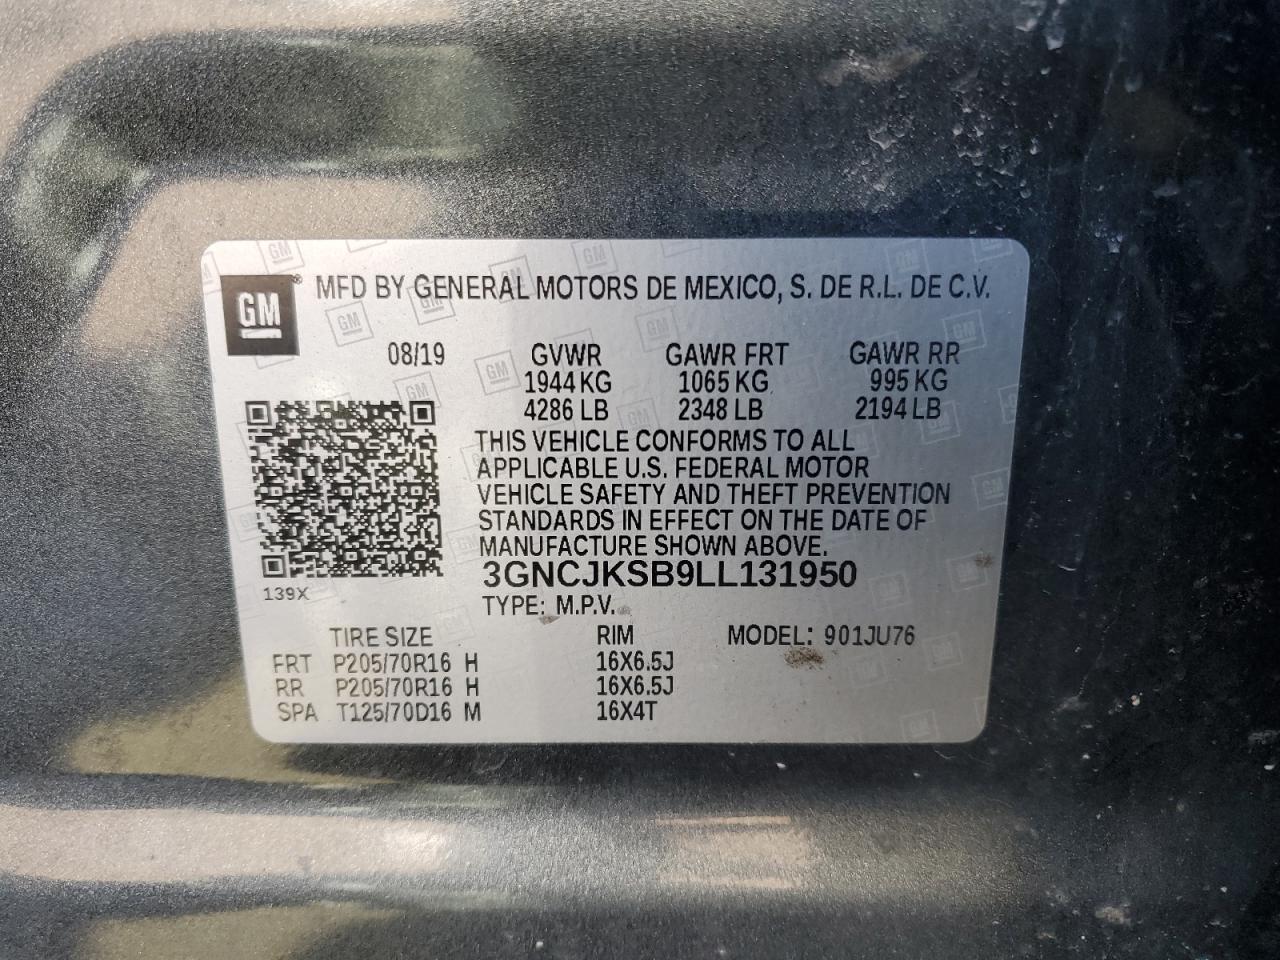 GM® MFD BY GENERAL MOTORS DE MEXICO, S. DE R.L. DE C.V.
08/19 GVWR GAWR FRT GAWR RR
1944 KG 1065 KG 995 KG
4286 LB 2348 LB 2194 LB
THIS VEHICLE CONFORMS TO ALL
APPLICABLE U.S. FEDERAL MOTOR
VEHICLE SAFETY AND THEFT PREVENTION
STANDARDS IN EFFECT ON THE DATE OF
MANUFACTURE SHOWN ABOVE.
3GNCJKSB9LL131950
139X
TYPE: M.P.V.
TIRE SIZE RIM MODEL: 901JU76
FRT P205/70R16 H 16X6.5J
RR P205/70R16 H 16X6.5J
SPA T125/70D16 M 16X4T